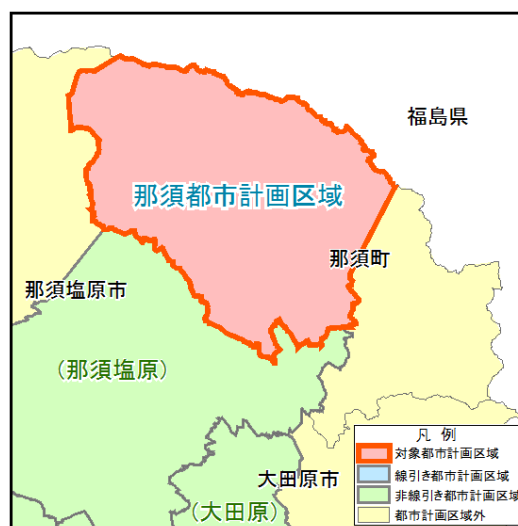 福島県
那須都市計画区域
那須町
那須塩原市
(那須塩原)
大田原市
(大田原)
凡 例
対象都市計画区域
線引き都市計画区域
非線引き都市計画区域
都市計画区域外